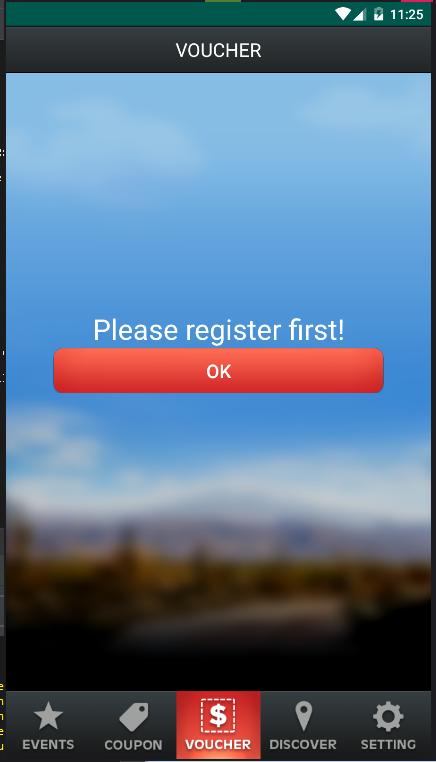 11:25
VOUCHER
Please register first!
OK
EVENTS COUPON VOUCHER DISCOVER SETTING